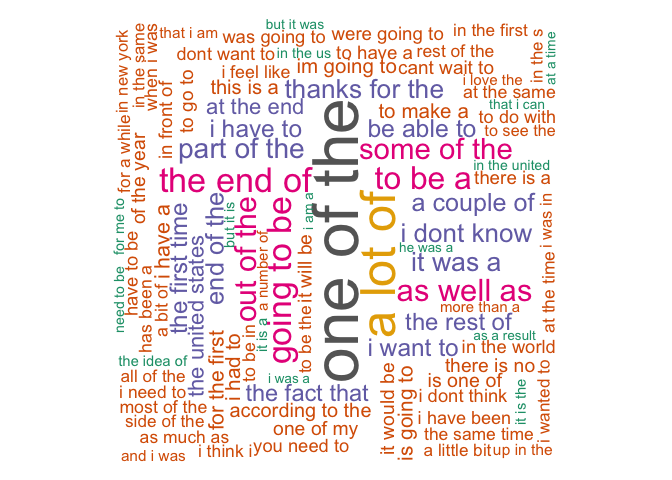 but it was
that i am
was going to
were going to
in the first
dont want to
in the us
to have a
rest of the
i feel like
im going to
cant wait to
i love the
this is a
thanks for the
at the same
at the end
to make a
that i can
i have to
be able to
to do with
to see the
part of the
some of the
in the united
the end of
to be a
there is a
in new york
in the same
when i was
to go to
in front of
for a while
of the year
in the s
at a time
one of the
a lot of
a couple of
i dont know
he was a
it was a
as well as
more than a
the rest of
as a result
i want to
in the world
for me to
need to be
have to be
has been a
a bit of
i have a
the first time
the united states
end of the
but it is
out of the
a number of
it is a
going to be
i am a
it will be
to be the
to be in
i had to
for the first
at the time
i was in
i wanted to
it is the
the idea of
all of the
i need to
most of the
side of the
as much as
and i was
i was a
the fact that
according to the
one of my
i think i
you need to
it would be
is going to
there is no
is one of
i dont think
i have been
the same time
a little bit
up in the